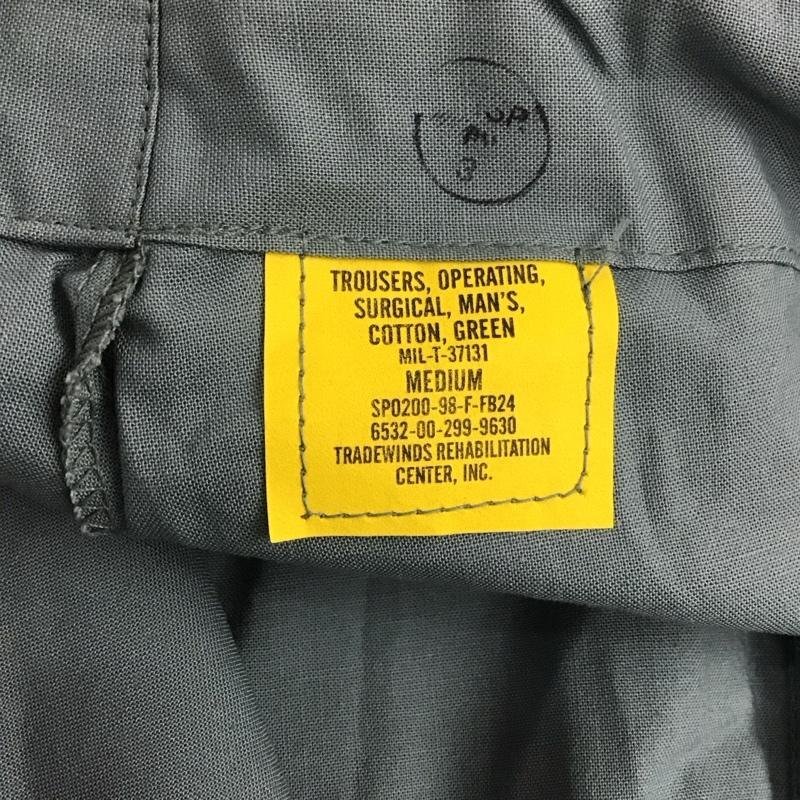 TROUSERS, OPERATING,
SURGICAL, MAN'S,
COTTON, GREEN
MIL-T-37131
MEDIUM
SPO200-98-F-FB24
6532-00-299-9630
TRADEWINDS REHABILITATION
CENTER, INC.